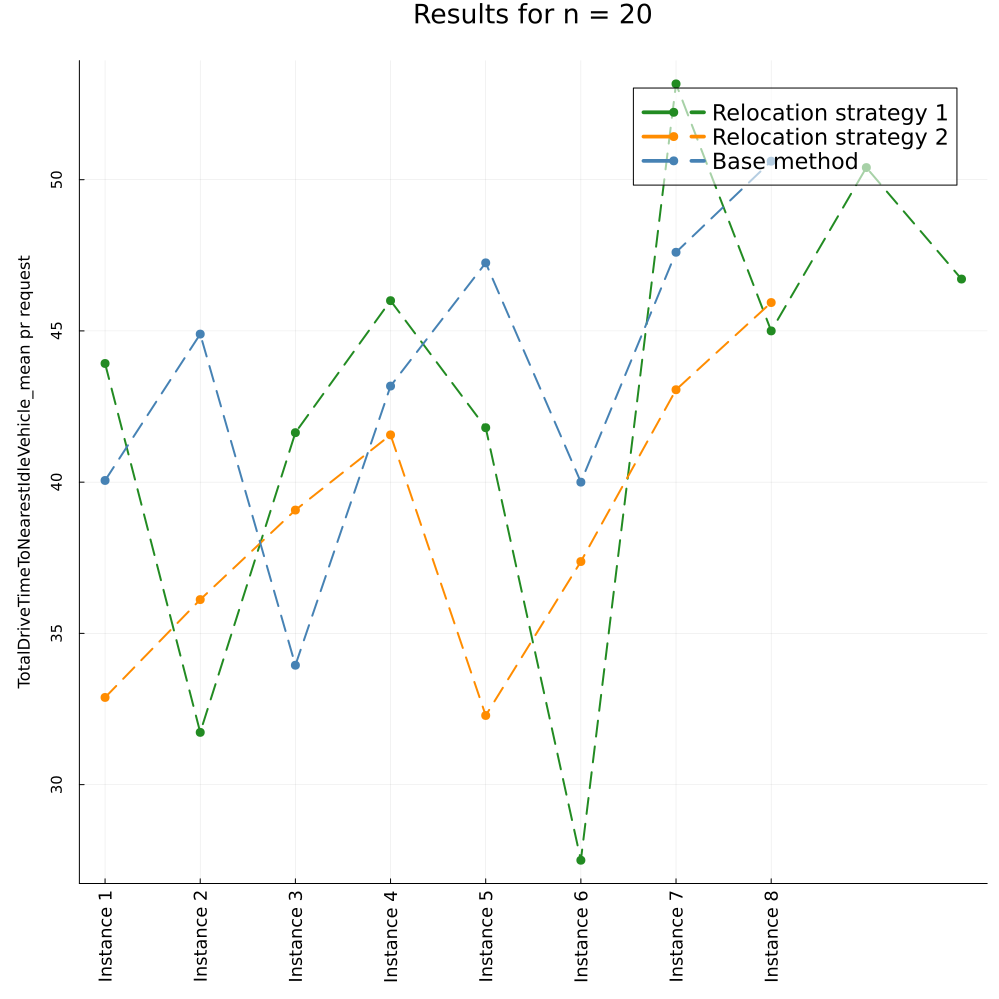 Results for n = 20
Relocation strategy 1
Relocation strategy 2
Base method
TotalDriveTimeToNearestIdleVehicle_mean pr request
50
45
40
35
30
Instance 1
Instance 2
Instance 3
Instance 4
Instance 5
Instance 6
Instance 7
Instance 8